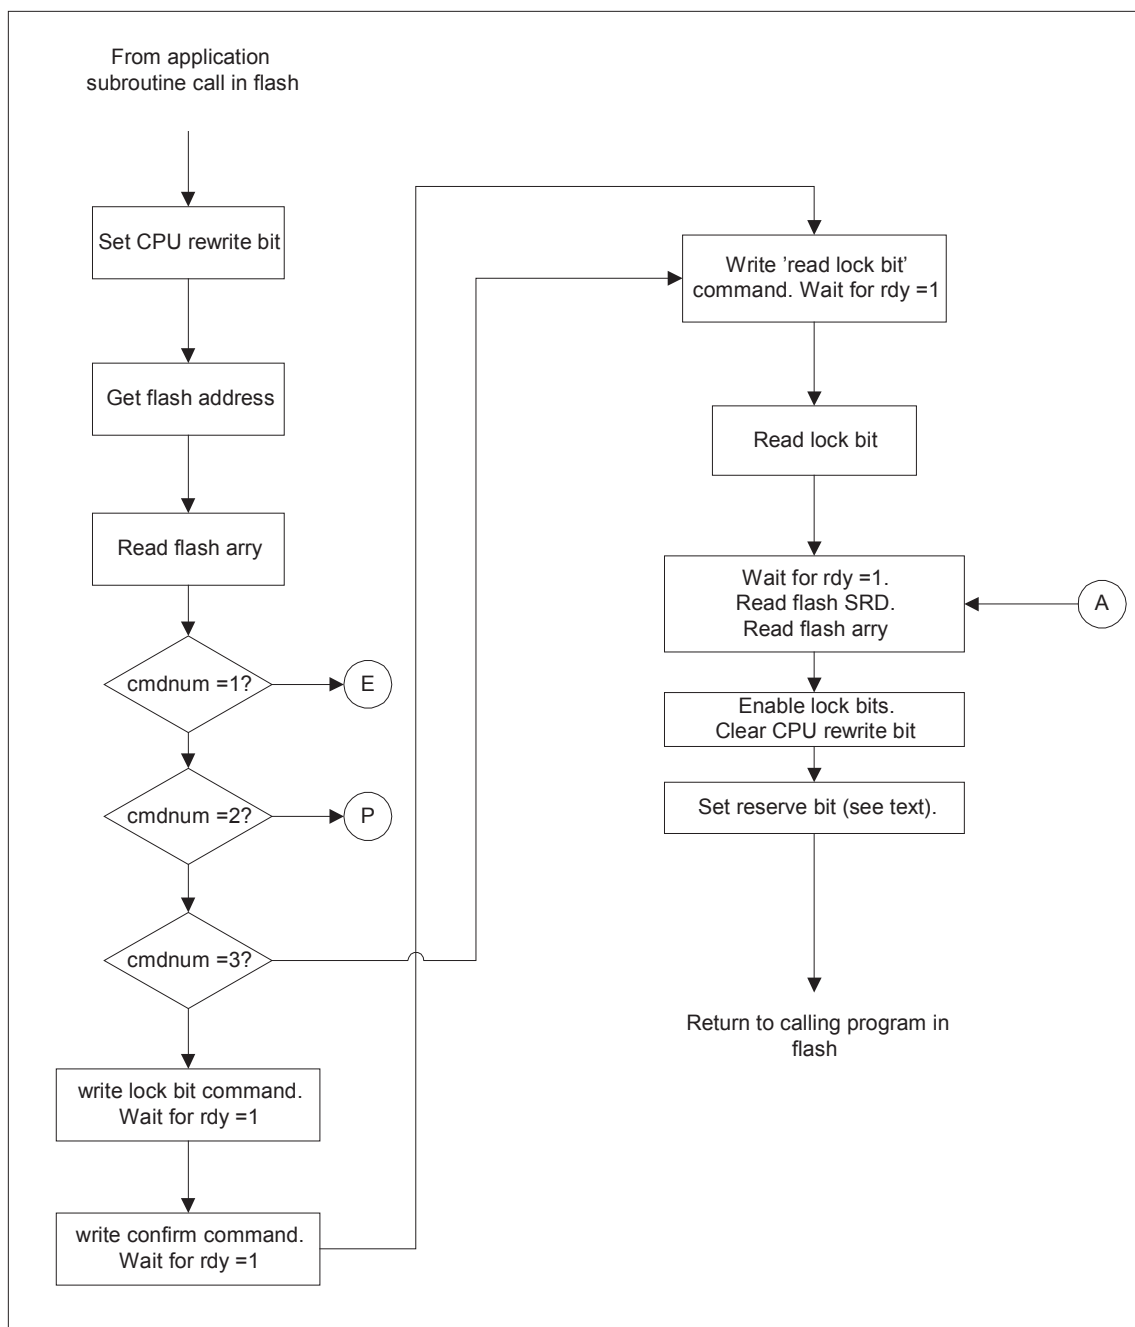 From application
subroutine call in flash
Set CPU rewrite bit
Get flash address
Read flash arry
cmdnum =1?
E
cmdnum =2?
P
cmdnum =3?
write lock bit command.
Wait for rdy =1
write confirm command.
Wait for rdy =1
Write ’read lock bit’
command. Wait for rdy =1
Read lock bit
Wait for rdy =1.
Read flash SRD.
Read flash arry
A
Enable lock bits.
Clear CPU rewrite bit
Set reserve bit (see text).
Return to calling program in
flash